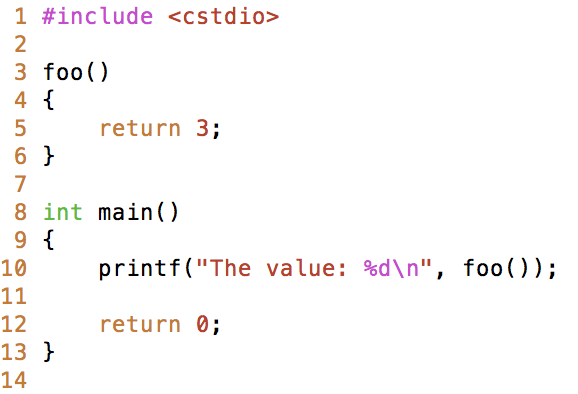 1 #include <cstdio>
2
3 foo()
4 {
5     return 3;
6 }
7
8 int main()
9 {
10     printf("The value: %d\n", foo());
11
12     return 0;
13 }
14